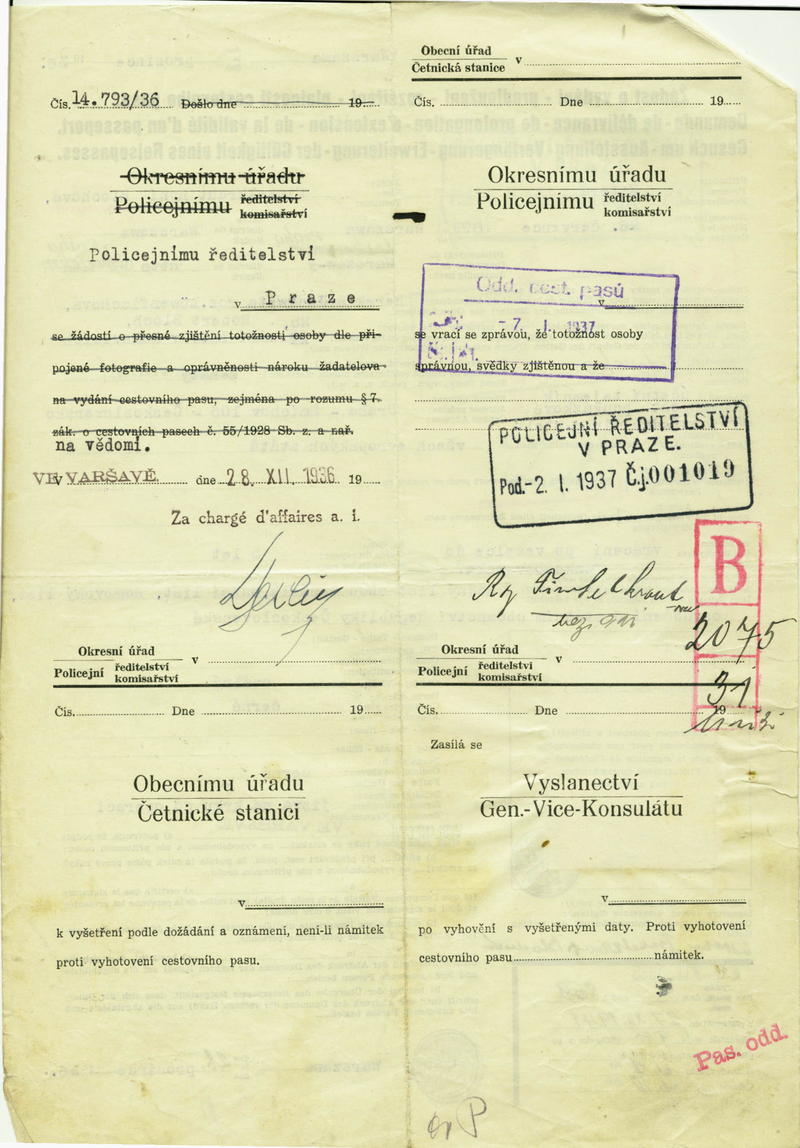 Čís. 14.793/36 Došlo dne 19
Okresnímu úřadu
Policejnímu ředitelství
komisařství
Policejnímu ředitelství
v Praze
se žádostí o přesné zjištění totožnosti osoby dle při-
pojené fotografie a oprávněnosti nároku žadatelova
na vydání cestovního pasu, zejména po rozumu § 7.
zák. o cestovních pasech č. 55/1928 Sb. z. a nař.
na vědomí.
VE VARŠAVĚ. dne 28. XII. 1936 19
Za chargé d'affaires a. i.
Okresní úřad
Policejní ředitelství
komisařství v
Čís. Dne 19
Obecnímu úřadu
Četnické stanici
v
k vyšetření podle dožádání a oznámení, není-li námitek
proti vyhotovení cestovního pasu.
Obecní úřad
Četnická stanice v
Čís. Dne 19
Okresnímu úřadu
Policejnímu ředitelství
komisařství
Odd. cest. pasů
v
-7. I. 1937
se vrací se zprávou, že totožnost osoby
správnou, svědky zjištěnou a že
POLICEJNÍ ŘEDITELSTVÍ
V PRAZE.
Pod. -2. I. 1937 Č.j. 001019
B
2075
31
Okresní úřad
Policejní ředitelství
komisařství v
Čís. Dne 19
Zasílá se
Vyslanectví
Gen.-Vice-Konsulátu
v
po vyhovění s vyšetřenými daty. Proti vyhotovení
cestovního pasu námitek.
Pas. odd.